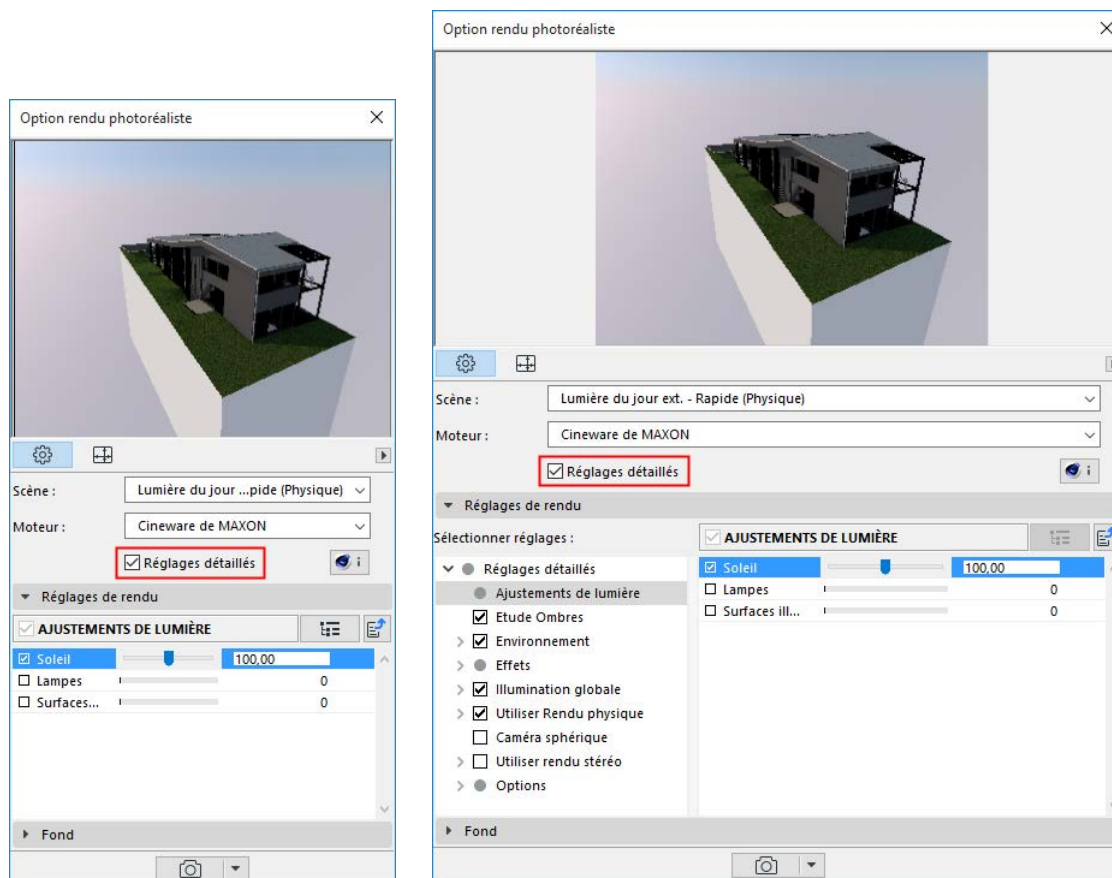 Option rendu photoréaliste
Scène :
Lumière du jour ...pide (Physique)
Moteur :
Cineware de MAXON
Réglages détaillés
i
Réglages de rendu
AJUSTEMENTS DE LUMIÈRE
Soleil 100,00
Lampes 0
Surfaces... 0
Fond
Option rendu photoréaliste
Scène :
Lumière du jour ext. - Rapide (Physique)
Moteur :
Cineware de MAXON
Réglages détaillés
i
Réglages de rendu
Sélectionner réglages :
Réglages détaillés
Ajustements de lumière
Etude Ombres
Environnement
Effets
Illumination globale
Utiliser Rendu physique
Caméra sphérique
Utiliser rendu stéréo
Options
AJUSTEMENTS DE LUMIÈRE
Soleil 100,00
Lampes 0
Surfaces ill... 0
Fond